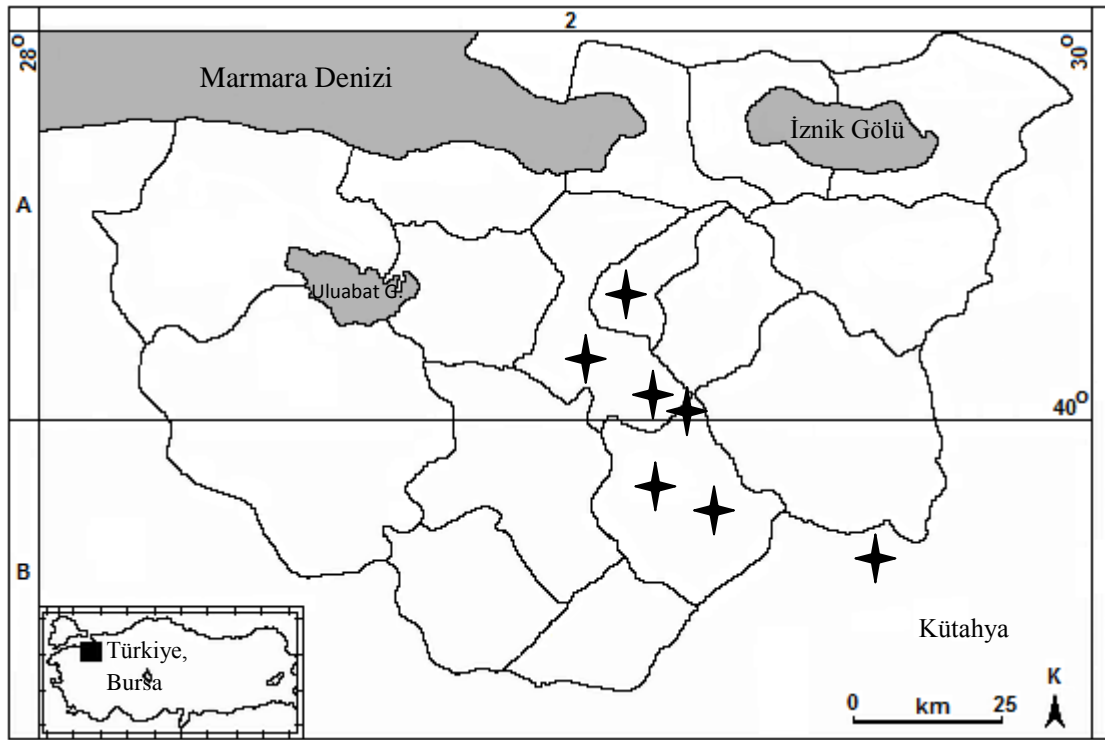 2
28°
30°
Marmara Denizi
İznik Gölü
A
Uluabat G.
40°
B
Kütahya
Türkiye,
Bursa
K
0 km 25